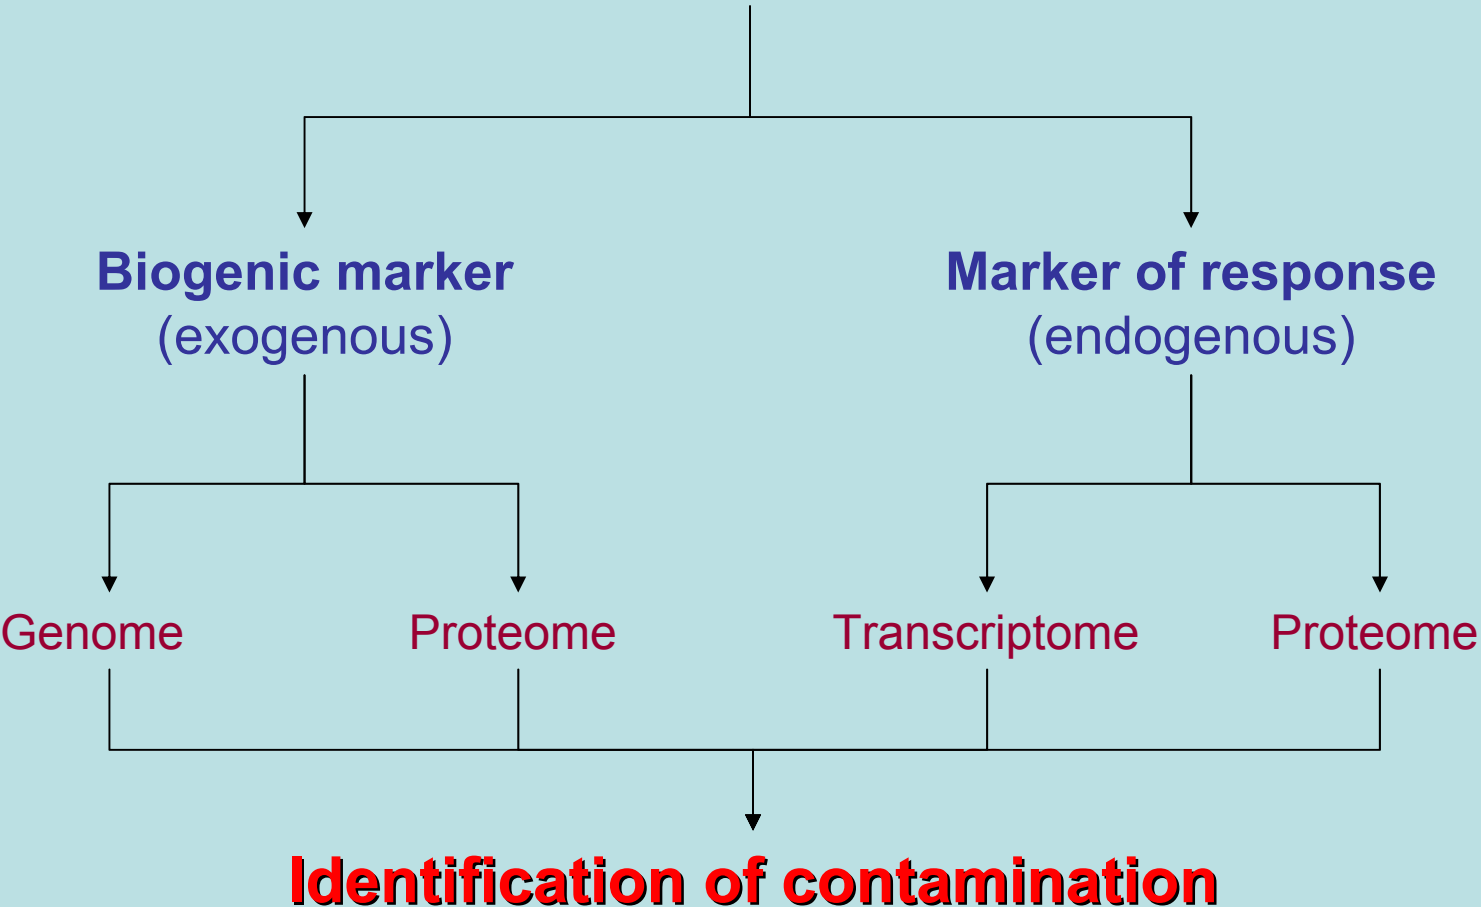 Biogenic marker
(exogenous)
Marker of response
(endogenous)
Genome
Proteome
Transcriptome
Proteome
Identification of contamination